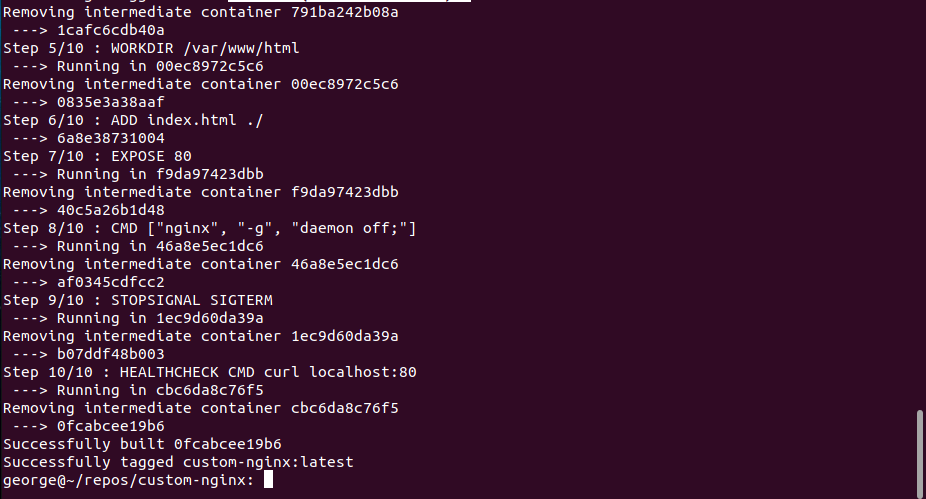 Removing intermediate container 791ba242b08a
 ---> 1cafc6cdb40a
Step 5/10 : WORKDIR /var/www/html
 ---> Running in 00ec8972c5c6
Removing intermediate container 00ec8972c5c6
 ---> 0835e3a38aaf
Step 6/10 : ADD index.html ./
 ---> 6a8e38731004
Step 7/10 : EXPOSE 80
 ---> Running in f9da97423dbb
Removing intermediate container f9da97423dbb
 ---> 40c5a26b1d48
Step 8/10 : CMD ["nginx", "-g", "daemon off;"]
 ---> Running in 46a8e5ec1dc6
Removing intermediate container 46a8e5ec1dc6
 ---> af0345cdfcc2
Step 9/10 : STOPSIGNAL SIGTERM
 ---> Running in 1ec9d60da39a
Removing intermediate container 1ec9d60da39a
 ---> b07ddf48b003
Step 10/10 : HEALTHCHECK CMD curl localhost:80
 ---> Running in cbc6da8c76f5
Removing intermediate container cbc6da8c76f5
 ---> 0fcabcee19b6
Successfully built 0fcabcee19b6
Successfully tagged custom-nginx:latest
george@~/repos/custom-nginx: